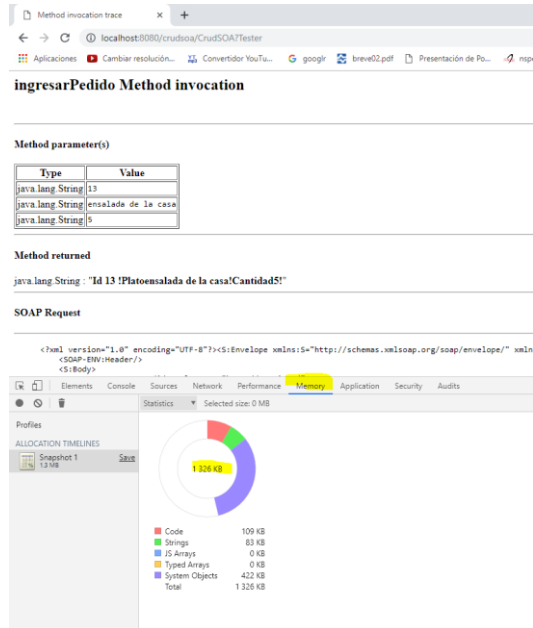 Method invocation trace
localhost:8080/crudsoa/CrudSOA?Tester
Aplicaciones Cambiar resolución... Convertidor YouTu... googlr breve02.pdf Presentación de Po... nsp
ingresarPedido Method invocation
Method parameter(s)
Type Value
java.lang.String 13
java.lang.String ensalada de la casa
java.lang.String 5
Method returned
java.lang.String : "Id 13 !Platoensalada de la casa!Cantidad5!"
SOAP Request
<?xml version="1.0" encoding="UTF-8"?><S:Envelope xmlns:S="http://schemas.xmlsoap.org/soap/envelope/" xmln
<SOAP-ENV:Header/>
<S:Body>
Elements Console Sources Network Performance Memory Application Security Audits
Statistics ▼ Selected size: 0 MB
Profiles
ALLOCATION TIMELINES
Snapshot 1 Save
1.3 MB
1 326 KB
Code 109 KB
Strings 83 KB
JS Arrays 0 KB
Typed Arrays 0 KB
System Objects 422 KB
Total 1 326 KB